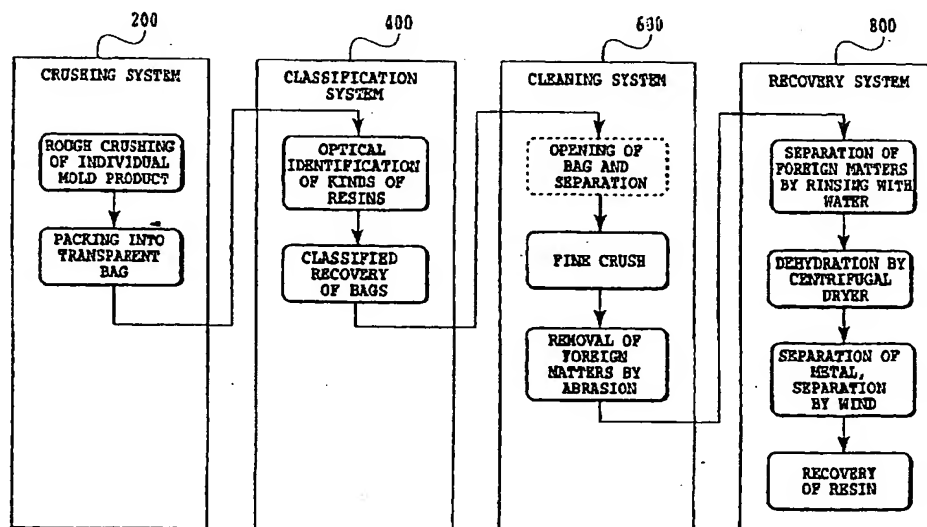 200
400
600
800
CRUSHING SYSTEM
ROUGH CRUSHING
OF INDIVIDUAL
MOLD PRODUCT
PACKING INTO
TRANSPARENT
BAG
CLASSIFICATION
SYSTEM
OPTICAL
IDENTIFICATION
OF KINDS OF
RESINS
CLASSIFIED
RECOVERY
OF BAGS
CLEANING SYSTEM
OPENING OF
BAG AND
SEPARATION
FINE CRUSH
REMOVAL OF
FOREIGN
MATTERS BY
ABRASION
RECOVERY SYSTEM
SEPARATION OF
FOREIGN MATTERS
BY RINSING WITH
WATER
DEHYDRATION BY
CENTRIFUGAL
DRYER
SEPARATION OF
METAL,
SEPARATION
BY WIND
RECOVERY
OF RESIN